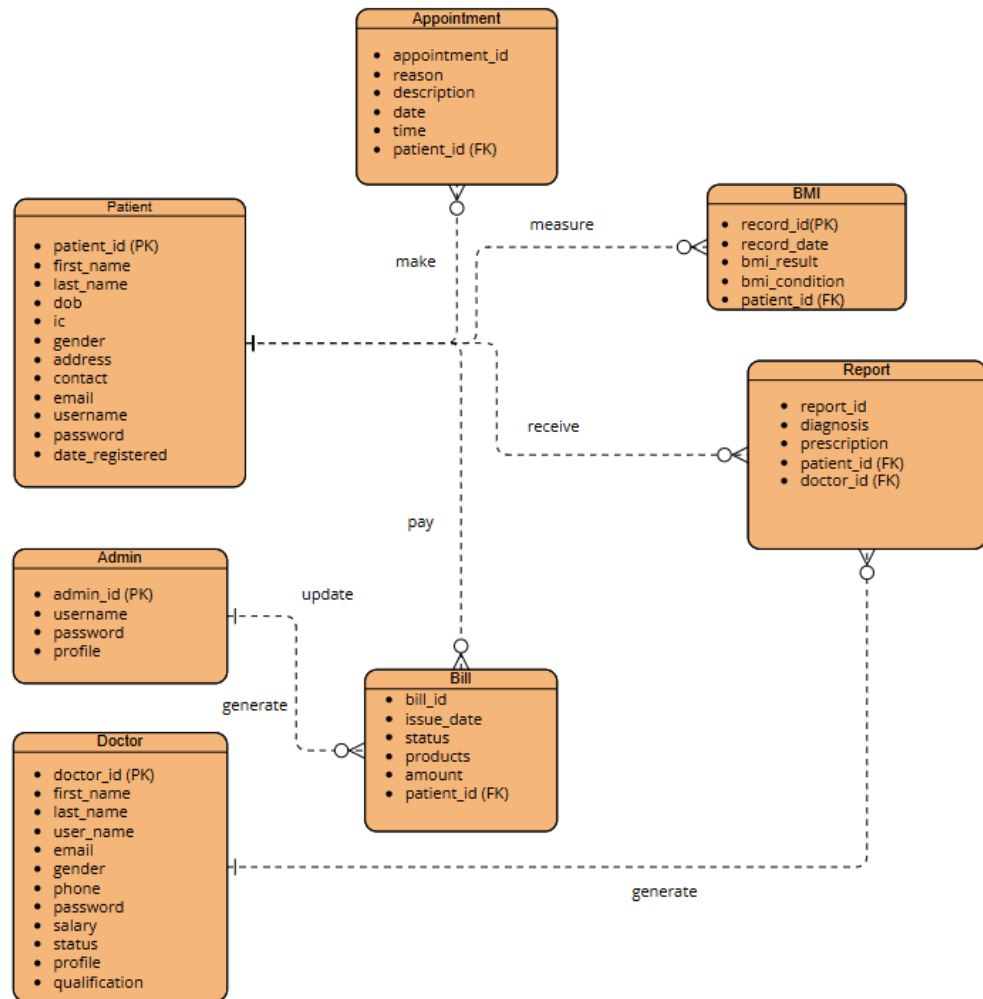 Appointment
appointment_id
reason
description
date
time
patient_id (FK)
BMI
record_id(PK)
record_date
bmi_result
bmi_condition
patient_id (FK)
Patient
patient_id (PK)
first_name
last_name
dob
ic
gender
address
contact
email
username
password
date_registered
measure
make
Report
report_id
diagnosis
prescription
patient_id (FK)
doctor_id (FK)
receive
pay
Admin
admin_id (PK)
username
password
profile
update
generate
Bill
bill_id
issue_date
status
products
amount
patient_id (FK)
Doctor
doctor_id (PK)
first_name
last_name
user_name
email
gender
phone
password
salary
status
profile
qualification
generate